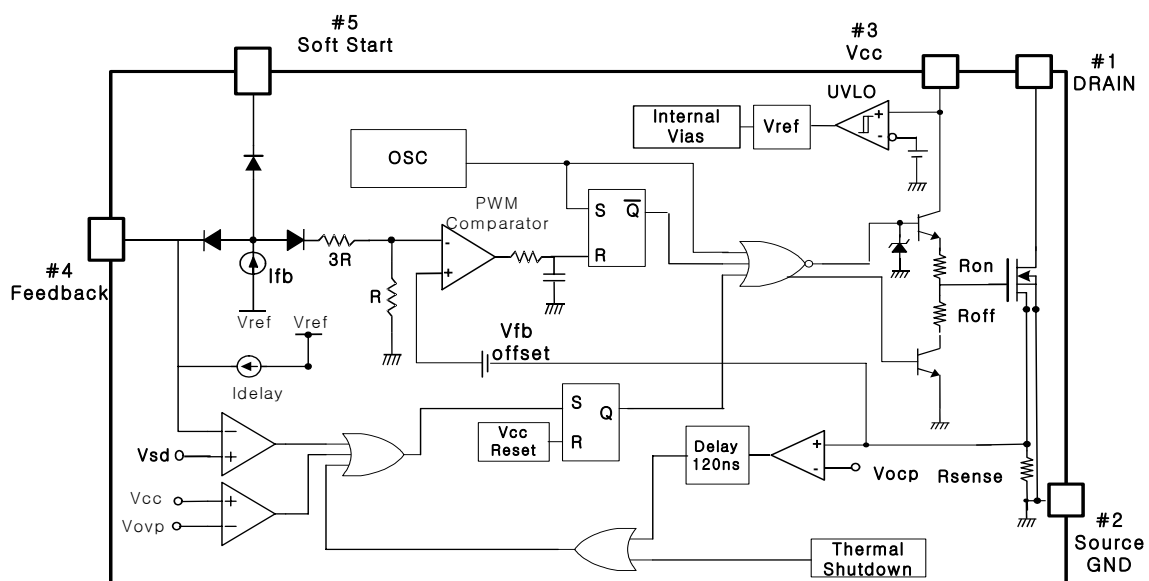 #5
Soft Start
#3
Vcc
#1
DRAIN
UVLO
Internal
Vias
Vref
+
-
OSC
PWM
Comparator
S
Q
R
-
+
3R
R
Ifb
Vref
#4
Feedback
Vref
Idelay
Vfb
offset
Ron
Roff
S
Q
R
Vcc
Reset
−
+
Vsd
Vcc
+
Vovp
−
Delay
120ns
+
-
Vocp
Rsense
#2
Source
GND
Thermal
Shutdown